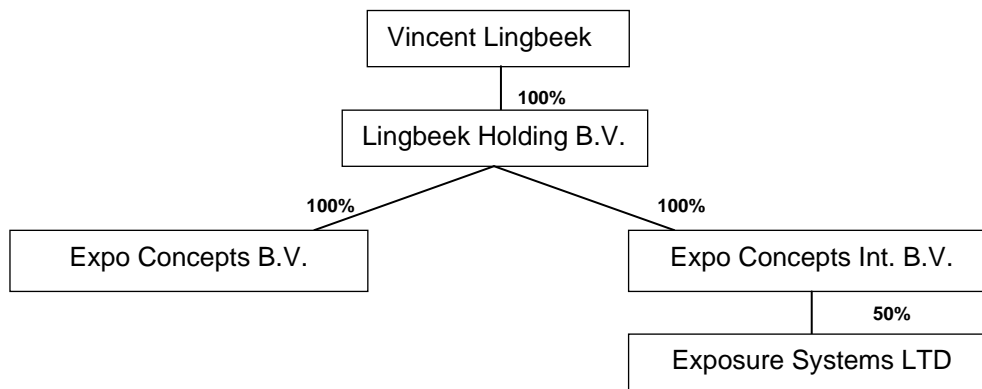 Vincent Lingbeek
100%
Lingbeek Holding B.V.
100%
100%
Expo Concepts B.V.
Expo Concepts Int. B.V.
50%
Exposure Systems LTD